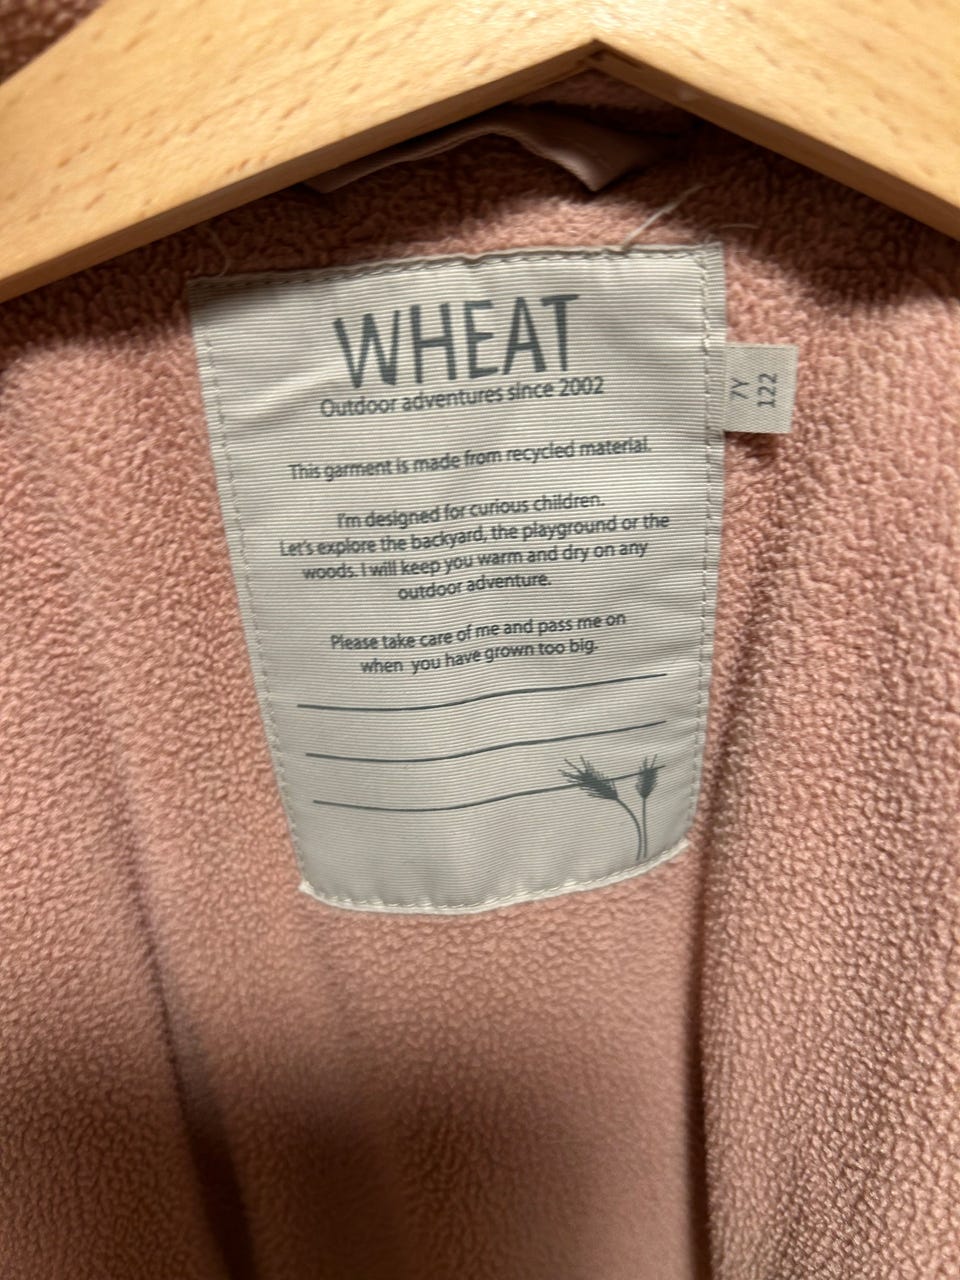 WHEAT
Outdoor adventures since 2002
This garment is made from recycled material.
I'm designed for curious children.
Let's explore the backyard, the playground or the
woods. I will keep you warm and dry on any
outdoor adventure.
Please take care of me and pass me on
when you have grown too big.
7Y
122